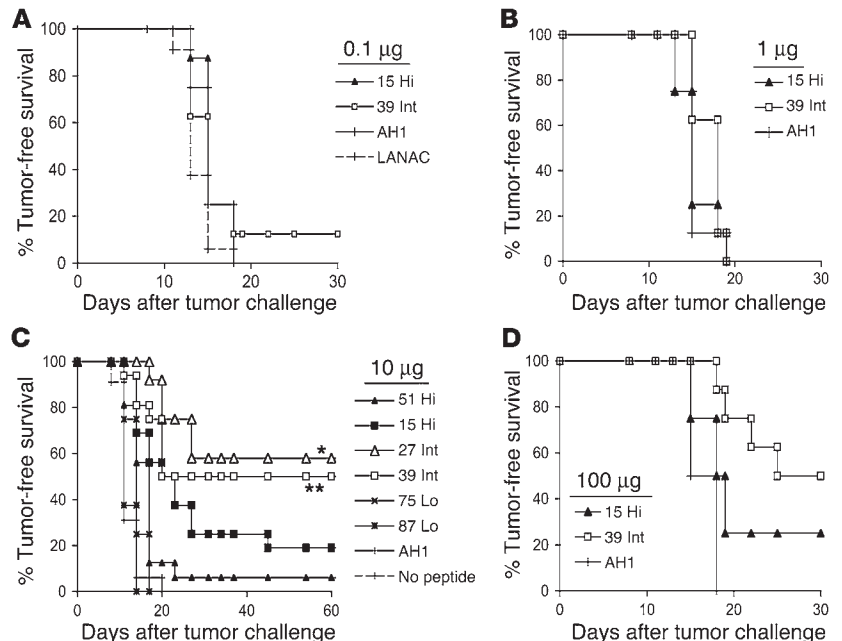 A
% Tumor-free survival
100
80
60
40
20
0
0 10 20 30
Days after tumor challenge
0.1 µg
15 Hi
39 Int
AH1
LANAC
B
% Tumor-free survival
100
80
60
40
20
0
0 10 20 30
Days after tumor challenge
1 µg
15 Hi
39 Int
AH1
C
% Tumor-free survival
100
80
60
40
20
0
0 20 40 60
Days after tumor challenge
*
**
10 µg
51 Hi
15 Hi
27 Int
39 Int
75 Lo
87 Lo
AH1
No peptide
D
% Tumor-free survival
100
80
60
40
20
0
0 10 20 30
Days after tumor challenge
100 µg
15 Hi
39 Int
AH1